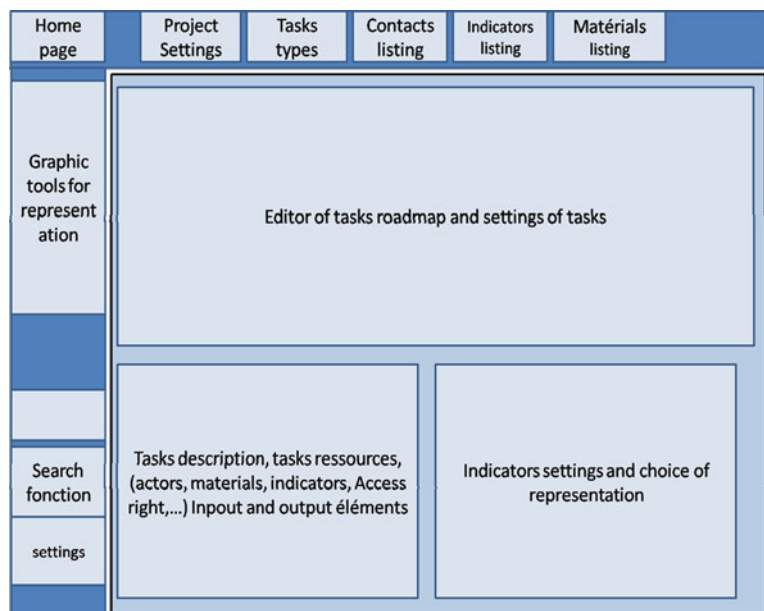 Home
page
Project
Settings
Tasks
types
Contacts
listing
Indicators
listing
Matérials
listing
Graphic
tools for
represent
ation
Editor of tasks roadmap and settings of tasks
Tasks description, tasks ressources,
(actors, materials, indicators, Access
right,...) Inpout and output éléments
Indicators settings and choice of
representation
Search
fonction
settings